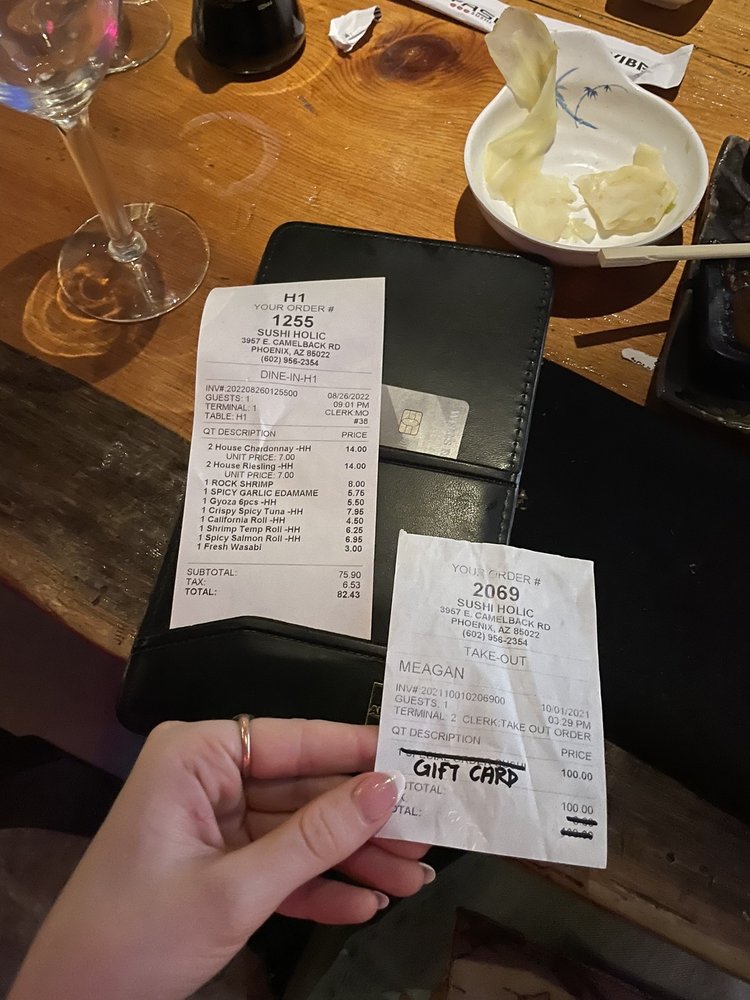 H1
YOUR ORDER #
1255
SUSHI HOLIC
3957 E. CAMELBACK RD
PHOENIX, AZ 85022
(602) 956-2354
DINE-IN-H1
INV#:202208260125500 08/26/2022
GUESTS: 1 09:01 PM
TERMINAL: 1 CLERK:MO
TABLE: H1 #38
QT DESCRIPTION PRICE
2 House Chardonnay -HH 14.00
UNIT PRICE: 7.00
2 House Riesling -HH 14.00
UNIT PRICE: 7.00
1 ROCK SHRIMP 8.00
1 SPICY GARLIC EDAMAME 5.75
1 Gyoza 6pcs -HH 5.50
1 Crispy Spicy Tuna -HH 7.95
1 California Roll -HH 4.50
1 Shrimp Temp Roll -HH 6.25
1 Spicy Salmon Roll -HH 6.95
1 Fresh Wasabi 3.00
SUBTOTAL: 75.90
TAX: 6.53
TOTAL: 82.43
YOUR ORDER #
2069
SUSHI HOLIC
3957 E. CAMELBACK RD
PHOENIX, AZ 85022
(602) 956-2354
TAKE-OUT
MEAGAN
INV#:202110010206900 10/01/2021
GUESTS: 1 03:29 PM
TERMINAL: 2 CLERK:TAKE OUT ORDER
QT DESCRIPTION PRICE
100.00
GIFT CARD
TOTAL: 100.00